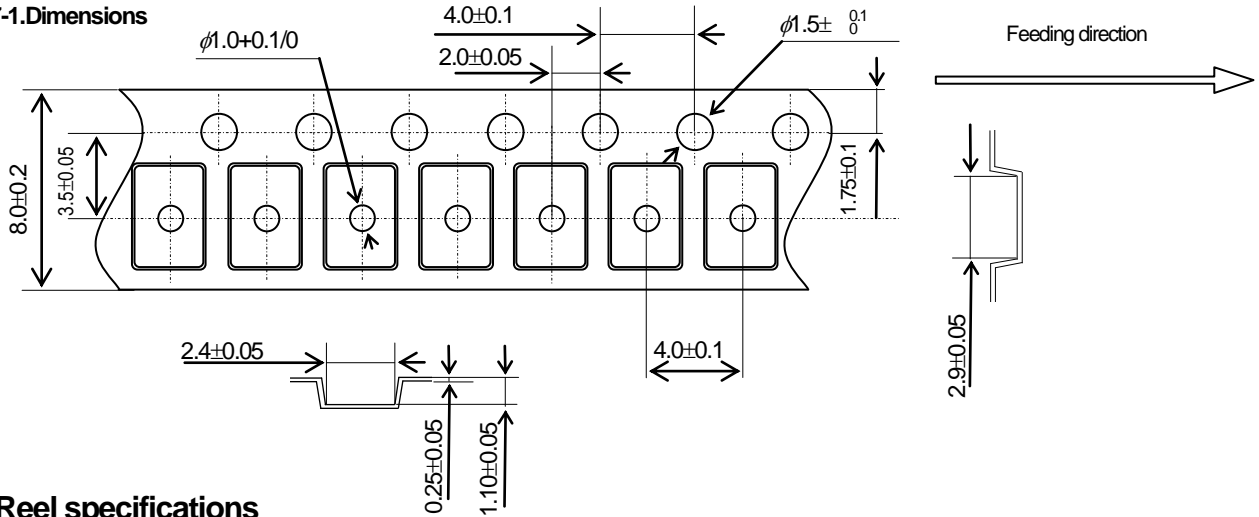 -1.Dimensions
4.0±0.1
ϕ1.5± 0.1 0
Feeding direction
ϕ1.0+0.1/0
2.0±0.05
8.0±0.2
3.5±0.05
1.75±0.1
2.4±0.05
4.0±0.1
2.9±0.05
0.25±0.05
1.10±0.05
Reel specifications